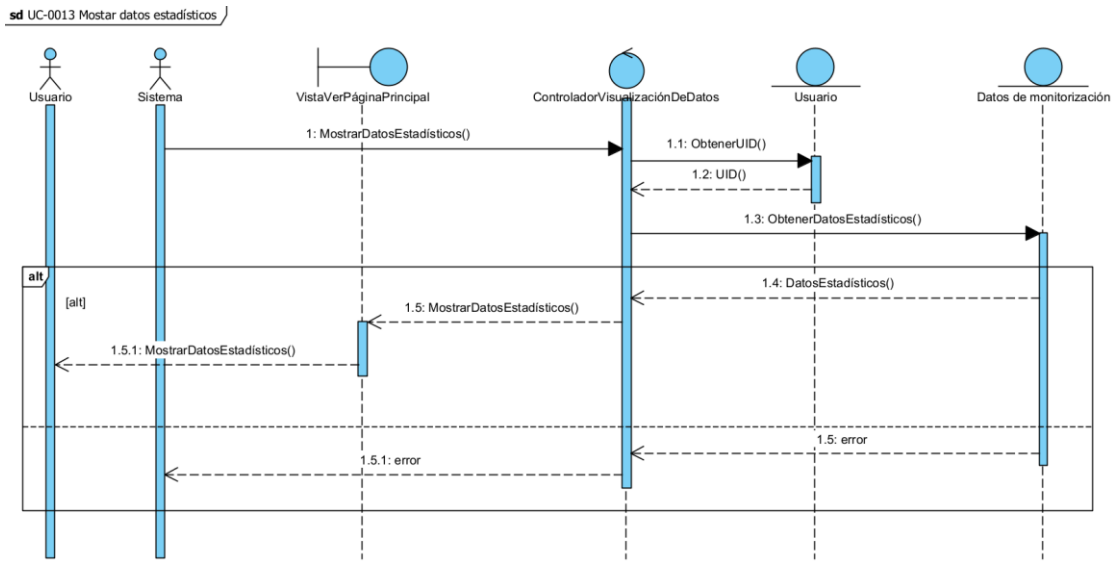 sd UC-0013 Mostar datos estadísticos
Usuario
Sistema
VistaVerPáginaPrincipal
ControladorVisualizaciónDeDatos
Usuario
Datos de monitorización
1: MostrarDatosEstadísticos()
1.1: ObtenerUID()
1.2: UID()
1.3: ObtenerDatosEstadísticos()
alt
[alt]
1.4: DatosEstadísticos()
1.5: MostrarDatosEstadísticos()
1.5.1: MostrarDatosEstadísticos()
1.5: error
1.5.1: error